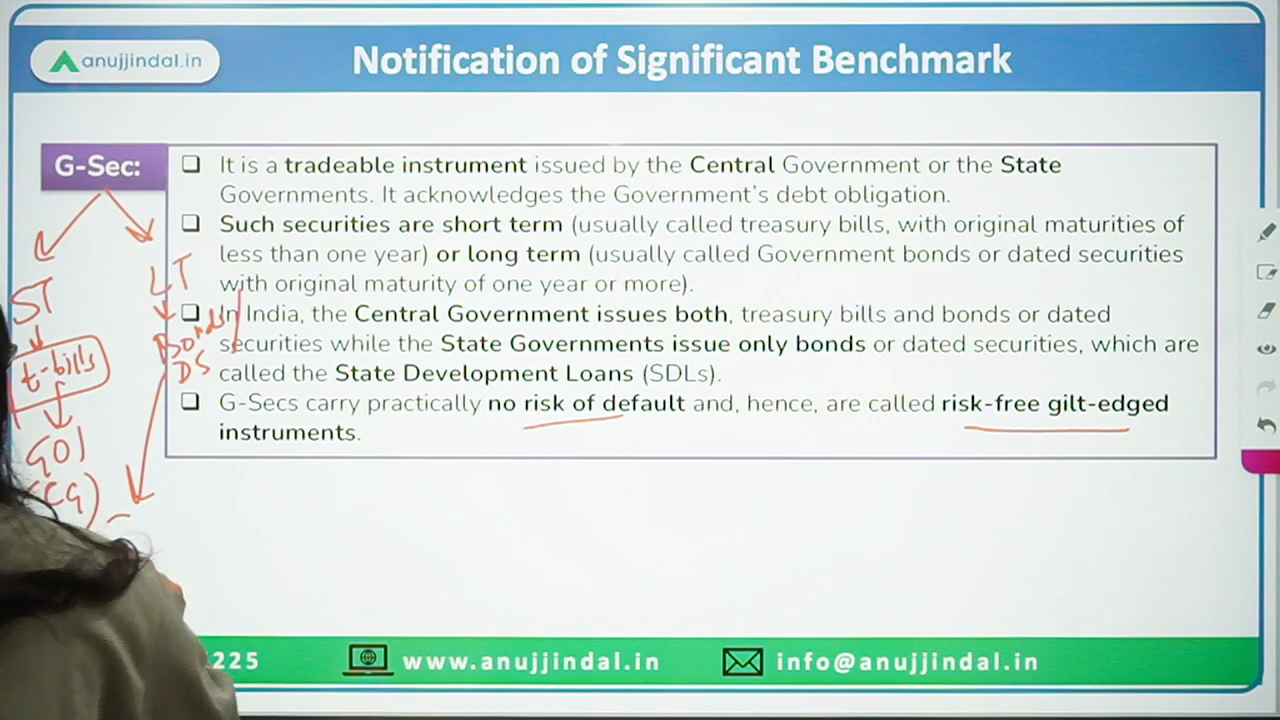 anujjindal.in
Notification of Significant Benchmark
G-Sec:
❑ It is a tradeable instrument issued by the Central Government or the State
Governments. It acknowledges the Government's debt obligation.
❑ Such securities are short term (usually called treasury bills, with original maturities of
less than one year) or long term (usually called Government bonds or dated securities
with original maturity of one year or more).
❑ In India, the Central Government issues both, treasury bills and bonds or dated
securities while the State Governments issue only bonds or dated securities, which are
called the State Development Loans (SDLs).
❑ G-Secs carry practically no risk of default and, hence, are called risk-free gilt-edged
instruments.
ST
t-bills
GOI
(CG)
LT
Bonds/
DS
225
www.anujjindal.in
info@anujjindal.in